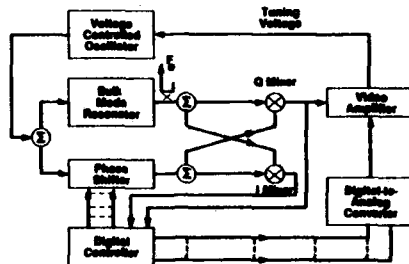 Tuning
Voltage
Voltage
Controlled
Oscillator
Q Mixer
Bulk
Mode
Resonator
Σ
Video
Amplifier
Σ
Phase
Shifter
Σ
I Mixer
Digital-to-
Analog
Converter
Digital
Controller